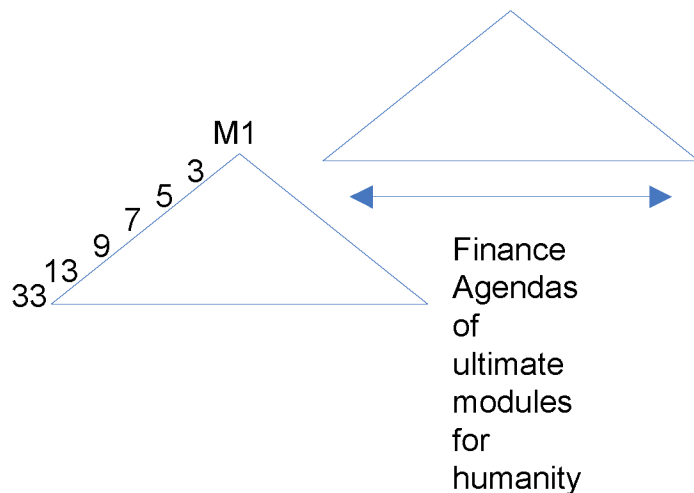 M1
3
5
7
9
13
33
Finance
Agendas
of
ultimate
modules
for
humanity